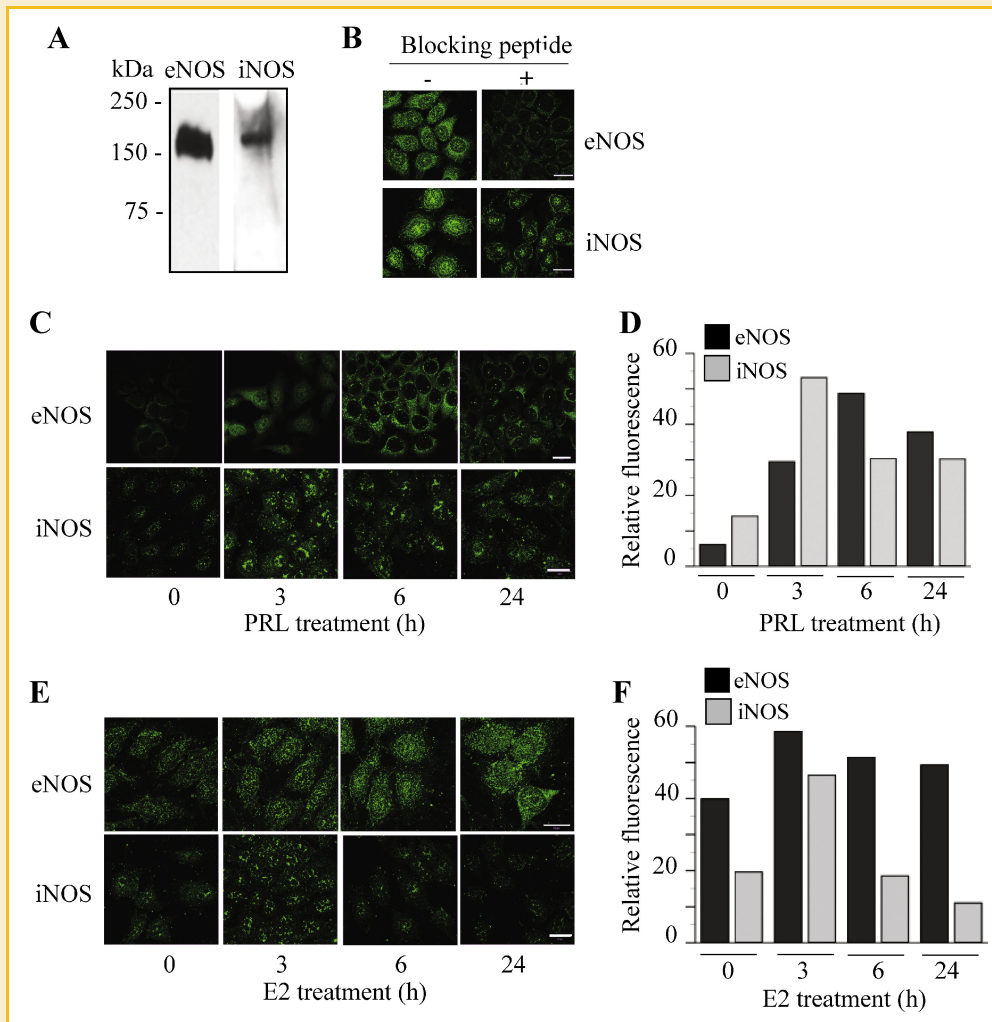 A
kDa eNOS iNOS
250 -
150 -
75 -
B
Blocking peptide
- +
eNOS
iNOS
C
eNOS
iNOS
0 3 6 24
PRL treatment (h)
D
eNOS
iNOS
Relative fluorescence
60
40
20
0
0 3 6 24
PRL treatment (h)
E
eNOS
iNOS
0 3 6 24
E2 treatment (h)
F
eNOS
iNOS
Relative fluorescence
60
40
20
0
0 3 6 24
E2 treatment (h)